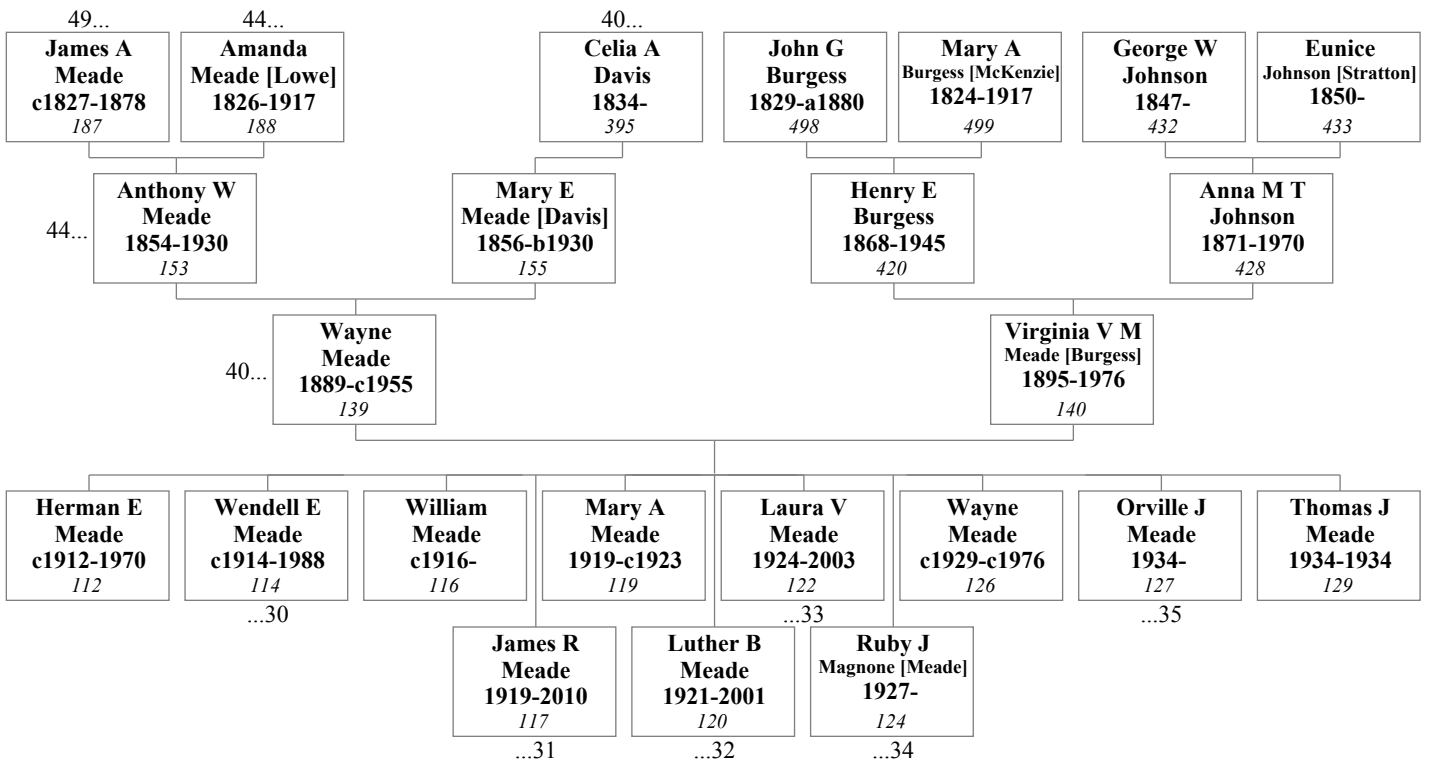 49...
44...
40...
James A
Meade
c1827-1878
187
Amanda
Meade [Lowe]
1826-1917
188
Celia A
Davis
1834-
395
John G
Burgess
1829-a1880
498
Mary A
Burgess [McKenzie]
1824-1917
499
George W
Johnson
1847-
432
Eunice
Johnson [Stratton]
1850-
433
44...
Anthony W
Meade
1854-1930
153
Mary E
Meade [Davis]
1856-b1930
155
Henry E
Burgess
1868-1945
420
Anna M T
Johnson
1871-1970
428
40...
Wayne
Meade
1889-c1955
139
Virginia V M
Meade [Burgess]
1895-1976
140
Herman E
Meade
c1912-1970
112
Wendell E
Meade
c1914-1988
114
...30
William
Meade
c1916-
116
Mary A
Meade
1919-c1923
119
Laura V
Meade
1924-2003
122
...33
Wayne
Meade
c1929-c1976
126
Orville J
Meade
1934-
127
...35
Thomas J
Meade
1934-1934
129
James R
Meade
1919-2010
117
...31
Luther B
Meade
1921-2001
120
...32
Ruby J
Magnone [Meade]
1927-
124
...34